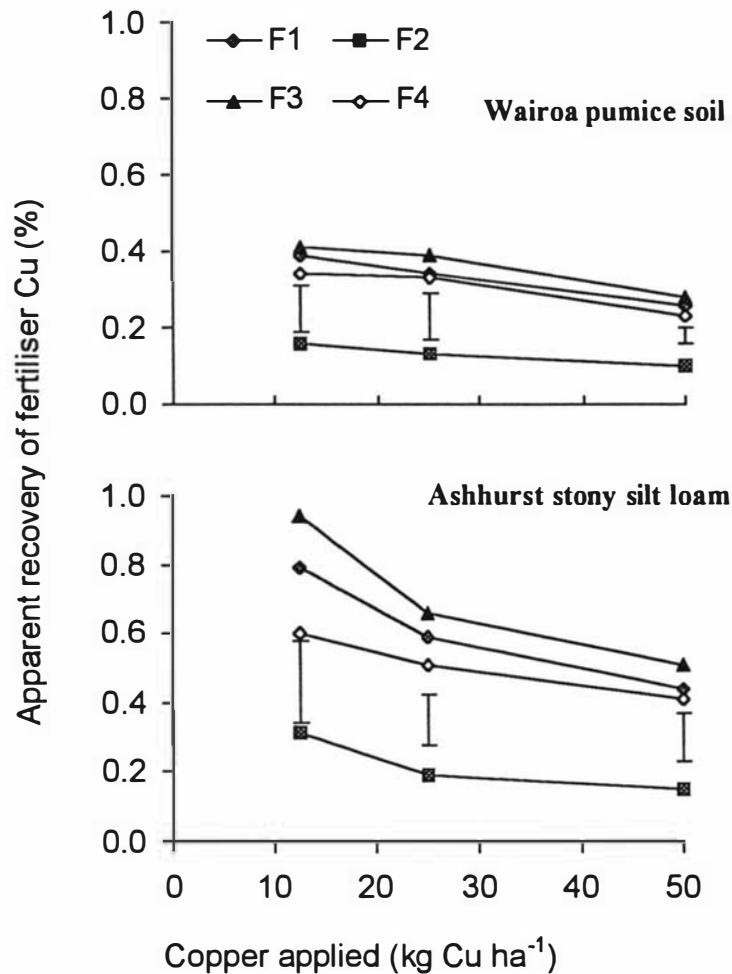 1.0
F1 F2
F3 F4
Wairoa pumice soil
0.8
0.6
0.4
0.2
0.0
Apparent recovery of fertiliser Cu (%)
Ashhurst stony silt loam
1.0
0.8
0.6
0.4
0.2
0.0
0 10 20 30 40 50
Copper applied (kg Cu ha⁻¹)